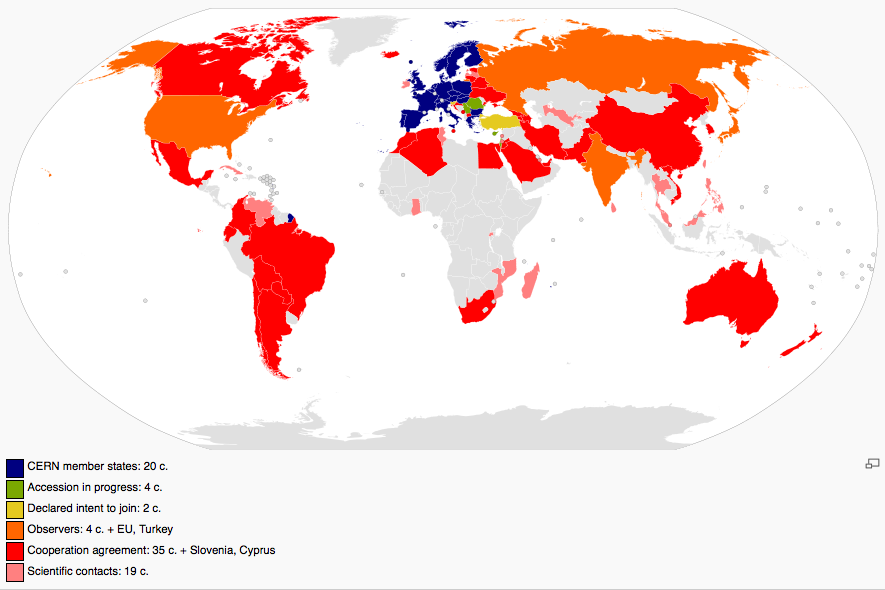 CERN member states: 20 c.
Accession in progress: 4 c.
Declared intent to join: 2 c.
Observers: 4 c. + EU, Turkey
Cooperation agreement: 35 c. + Slovenia, Cyprus
Scientific contacts: 19 c.